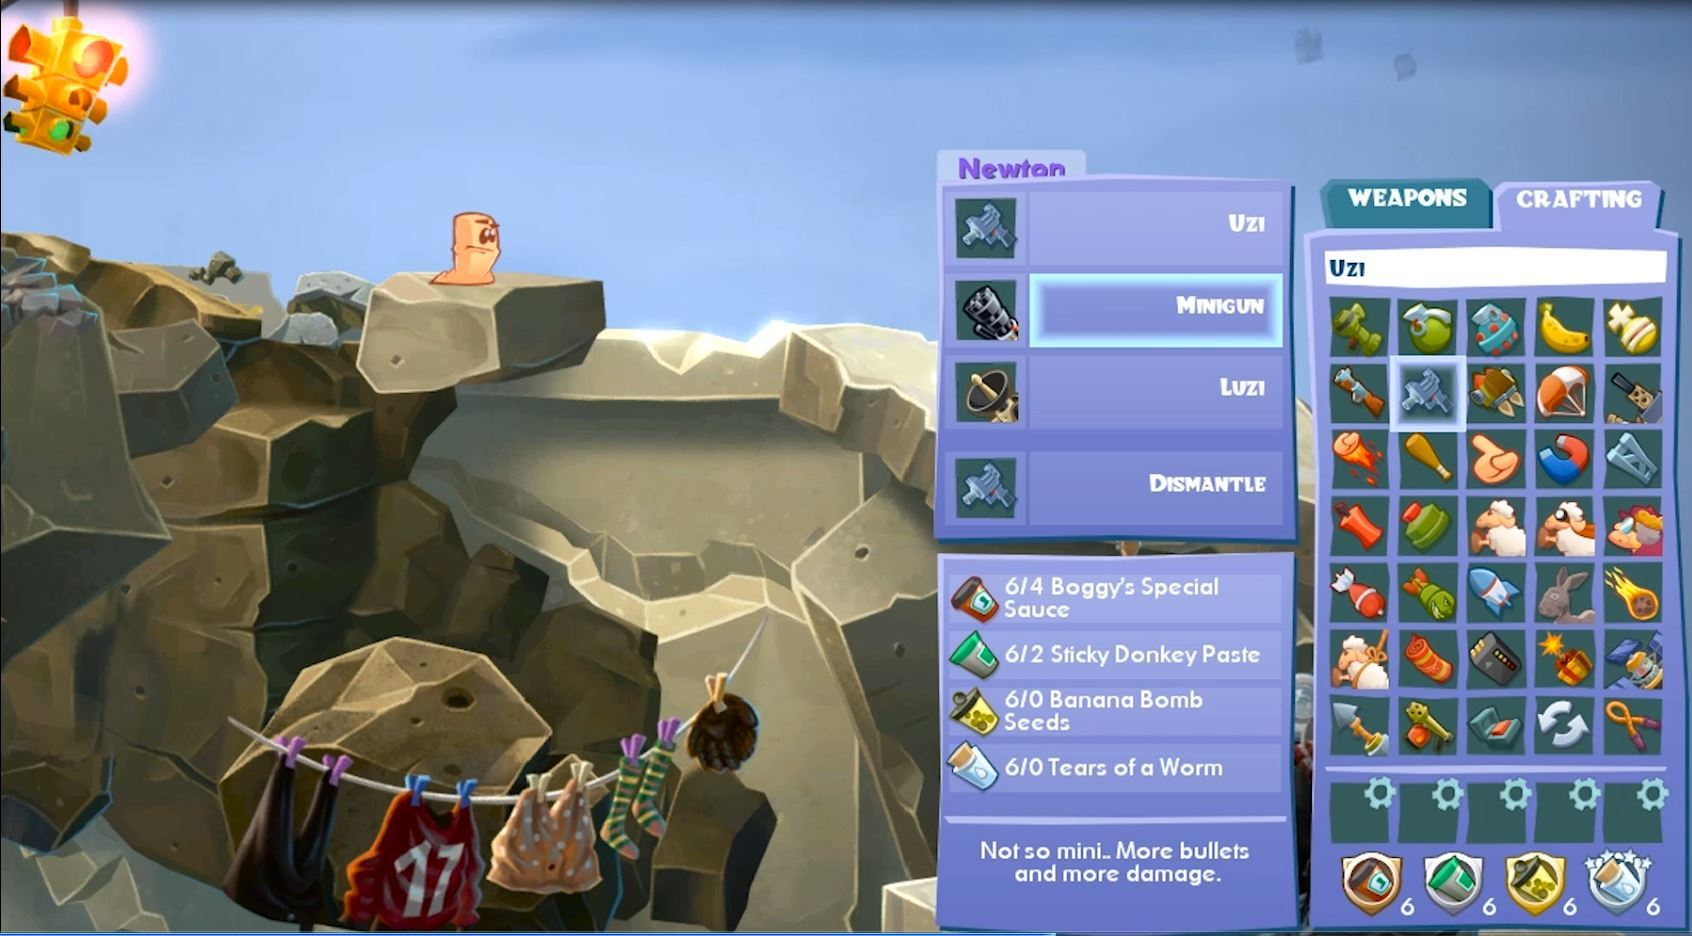 Newton
Uzi
Minigun
Luzi
Dismantle
6/4 Boggy's Special
Sauce
6/2 Sticky Donkey Paste
6/0 Banana Bomb
Seeds
6/0 Tears of a Worm
Not so mini.. More bullets
and more damage.
WEAPONS
CRAFTING
Uzi
6
6
6
6
17